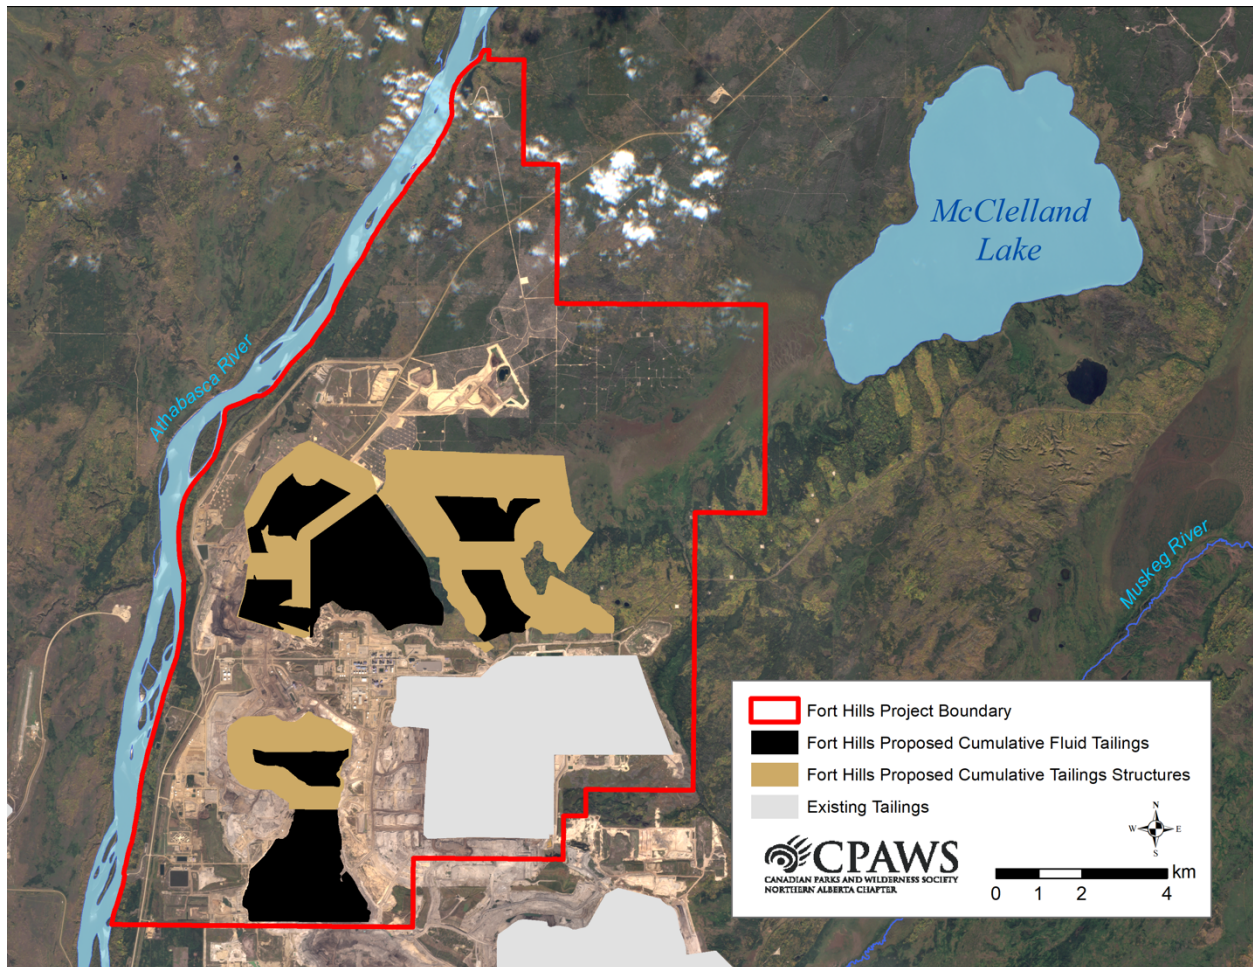 McClelland
Lake
Athabasca River
Muskeg River
Fort Hills Project Boundary
Fort Hills Proposed Cumulative Fluid Tailings
Fort Hills Proposed Cumulative Tailings Structures
Existing Tailings
N
W E
S
CPAWS
CANADIAN PARKS AND WILDERNESS SOCIETY
NORTHERN ALBERTA CHAPTER
km
0 1 2 4